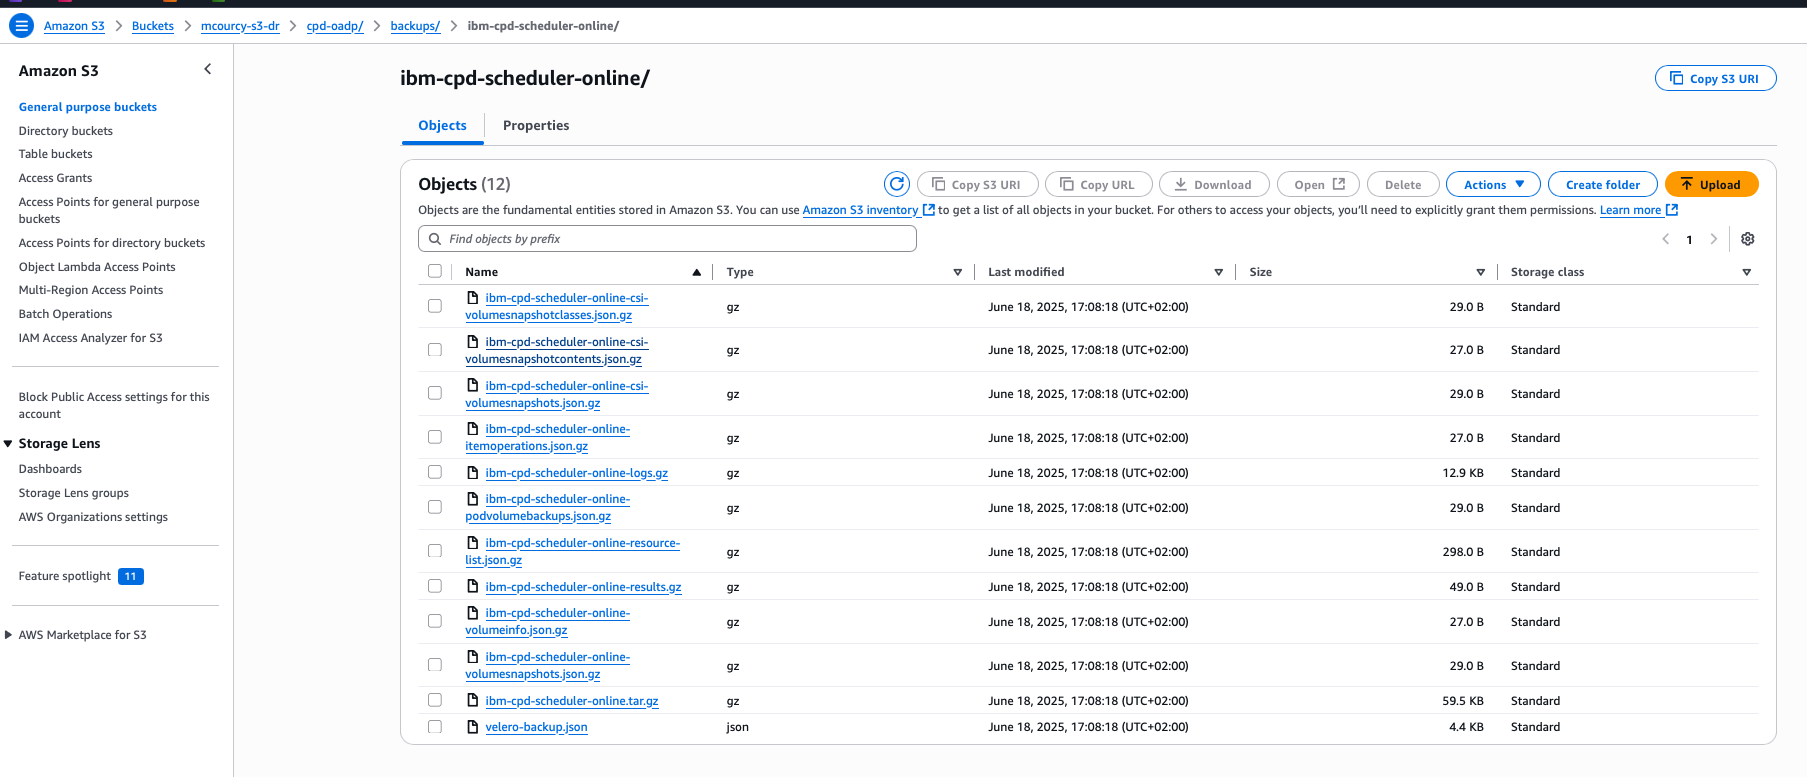 Amazon S3 > Buckets > mcourcy-s3-dr > cpd-oadp/ > backups/ > ibm-cpd-scheduler-online/
Amazon S3
General purpose buckets
Directory buckets
Table buckets
Access Grants
Access Points for general purpose
buckets
Access Points for directory buckets
Object Lambda Access Points
Multi-Region Access Points
Batch Operations
IAM Access Analyzer for S3
Block Public Access settings for this
account
Storage Lens
Dashboards
Storage Lens groups
AWS Organizations settings
Feature spotlight 11
AWS Marketplace for S3
ibm-cpd-scheduler-online/
Copy S3 URI
Objects Properties
Objects (12)
Copy S3 URI Copy URL Download Open Delete Actions Create folder Upload
Objects are the fundamental entities stored in Amazon S3. You can use Amazon S3 inventory to get a list of all objects in your bucket. For others to access your objects, you'll need to explicitly grant them permissions. Learn more
Find objects by prefix
1
Name Type Last modified Size Storage class
ibm-cpd-scheduler-online-csi-
volumesnapshotclasses.json.gz
gz June 18, 2025, 17:08:18 (UTC+02:00) 29.0 B Standard
ibm-cpd-scheduler-online-csi-
volumesnapshotcontents.json.gz
gz June 18, 2025, 17:08:18 (UTC+02:00) 27.0 B Standard
ibm-cpd-scheduler-online-csi-
volumesnapshots.json.gz
gz June 18, 2025, 17:08:18 (UTC+02:00) 29.0 B Standard
ibm-cpd-scheduler-online-
itemoperations.json.gz
gz June 18, 2025, 17:08:18 (UTC+02:00) 27.0 B Standard
ibm-cpd-scheduler-online-logs.gz gz June 18, 2025, 17:08:18 (UTC+02:00) 12.9 KB Standard
ibm-cpd-scheduler-online-
podvolumebackups.json.gz
gz June 18, 2025, 17:08:18 (UTC+02:00) 29.0 B Standard
ibm-cpd-scheduler-online-resource-
list.json.gz
gz June 18, 2025, 17:08:18 (UTC+02:00) 298.0 B Standard
ibm-cpd-scheduler-online-results.gz gz June 18, 2025, 17:08:18 (UTC+02:00) 49.0 B Standard
ibm-cpd-scheduler-online-
volumeinfo.json.gz
gz June 18, 2025, 17:08:18 (UTC+02:00) 27.0 B Standard
ibm-cpd-scheduler-online-
volumesnapshots.json.gz
gz June 18, 2025, 17:08:18 (UTC+02:00) 29.0 B Standard
ibm-cpd-scheduler-online.tar.gz gz June 18, 2025, 17:08:18 (UTC+02:00) 59.5 KB Standard
velero-backup.json json June 18, 2025, 17:08:18 (UTC+02:00) 4.4 KB Standard